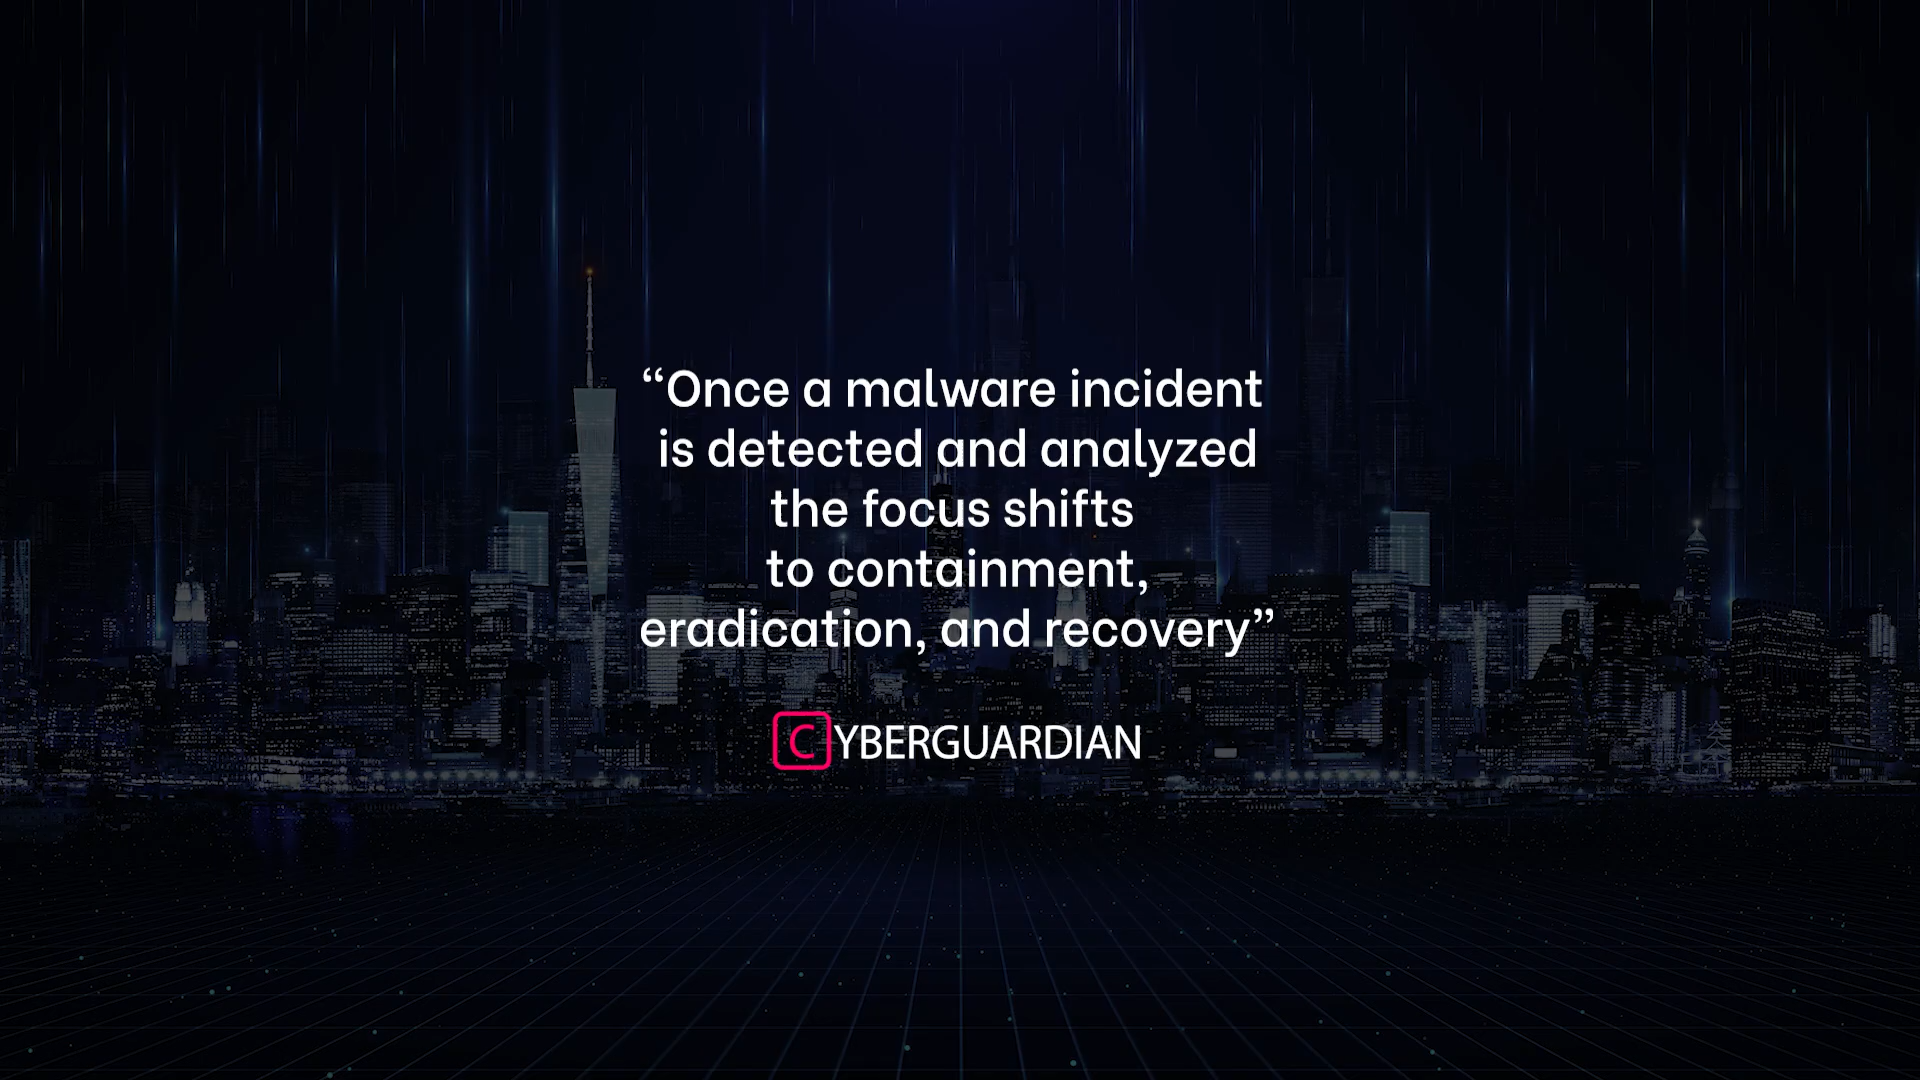 “Once a malware incident
is detected and analyzed
the focus shifts
to containment,
eradication, and recovery”
CYBERGUARDIAN